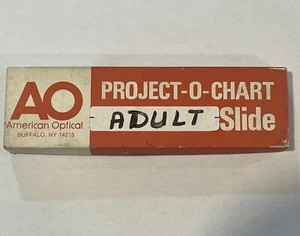 AO
American Optical
BUFFALO, NY 14215
PROJECT-O-CHART
ADULT Slide